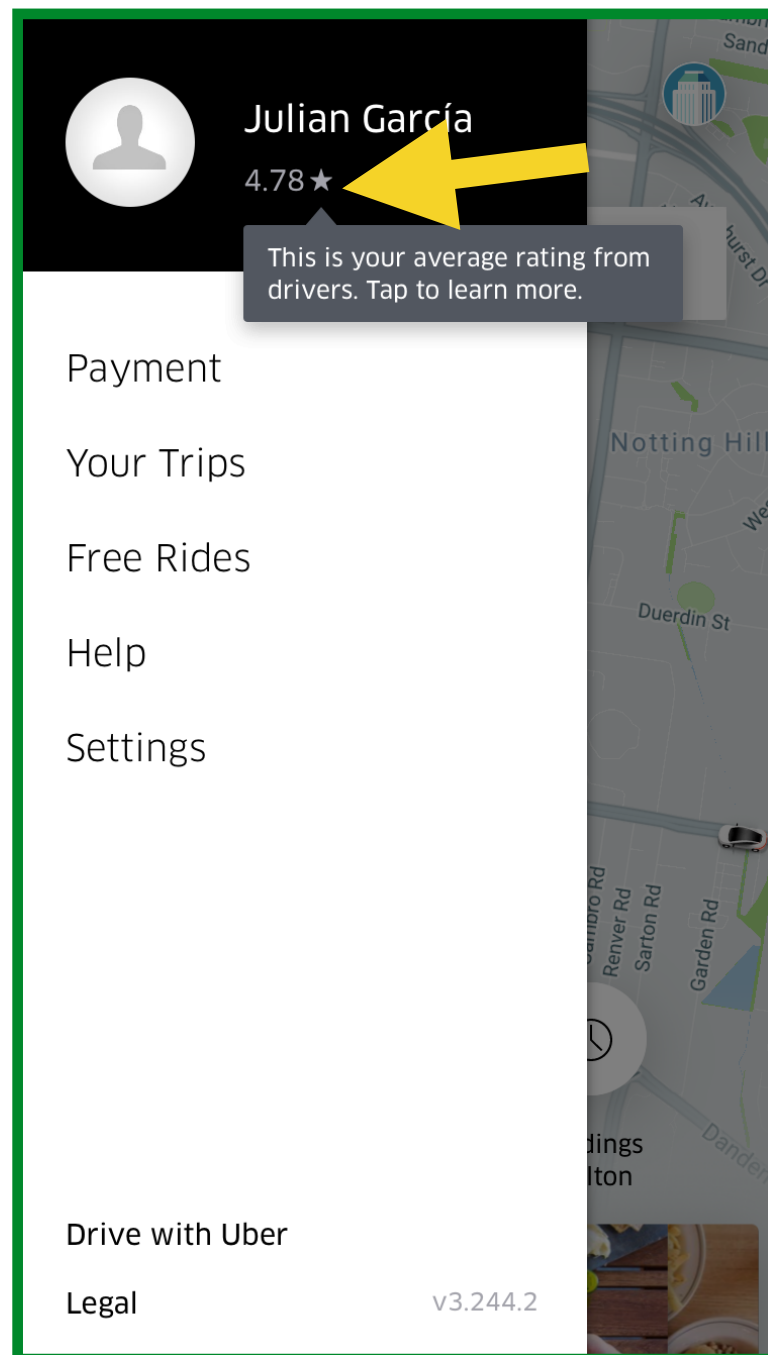 Julian García
4.78★
This is your average rating from
drivers. Tap to learn more.
Payment
Your Trips
Free Rides
Help
Settings
Drive with Uber
Legal
v3.244.2
Sand
Notting Hill
Duerdin St
Renver Rd
Sarton Rd
Garden Rd
dings
lton